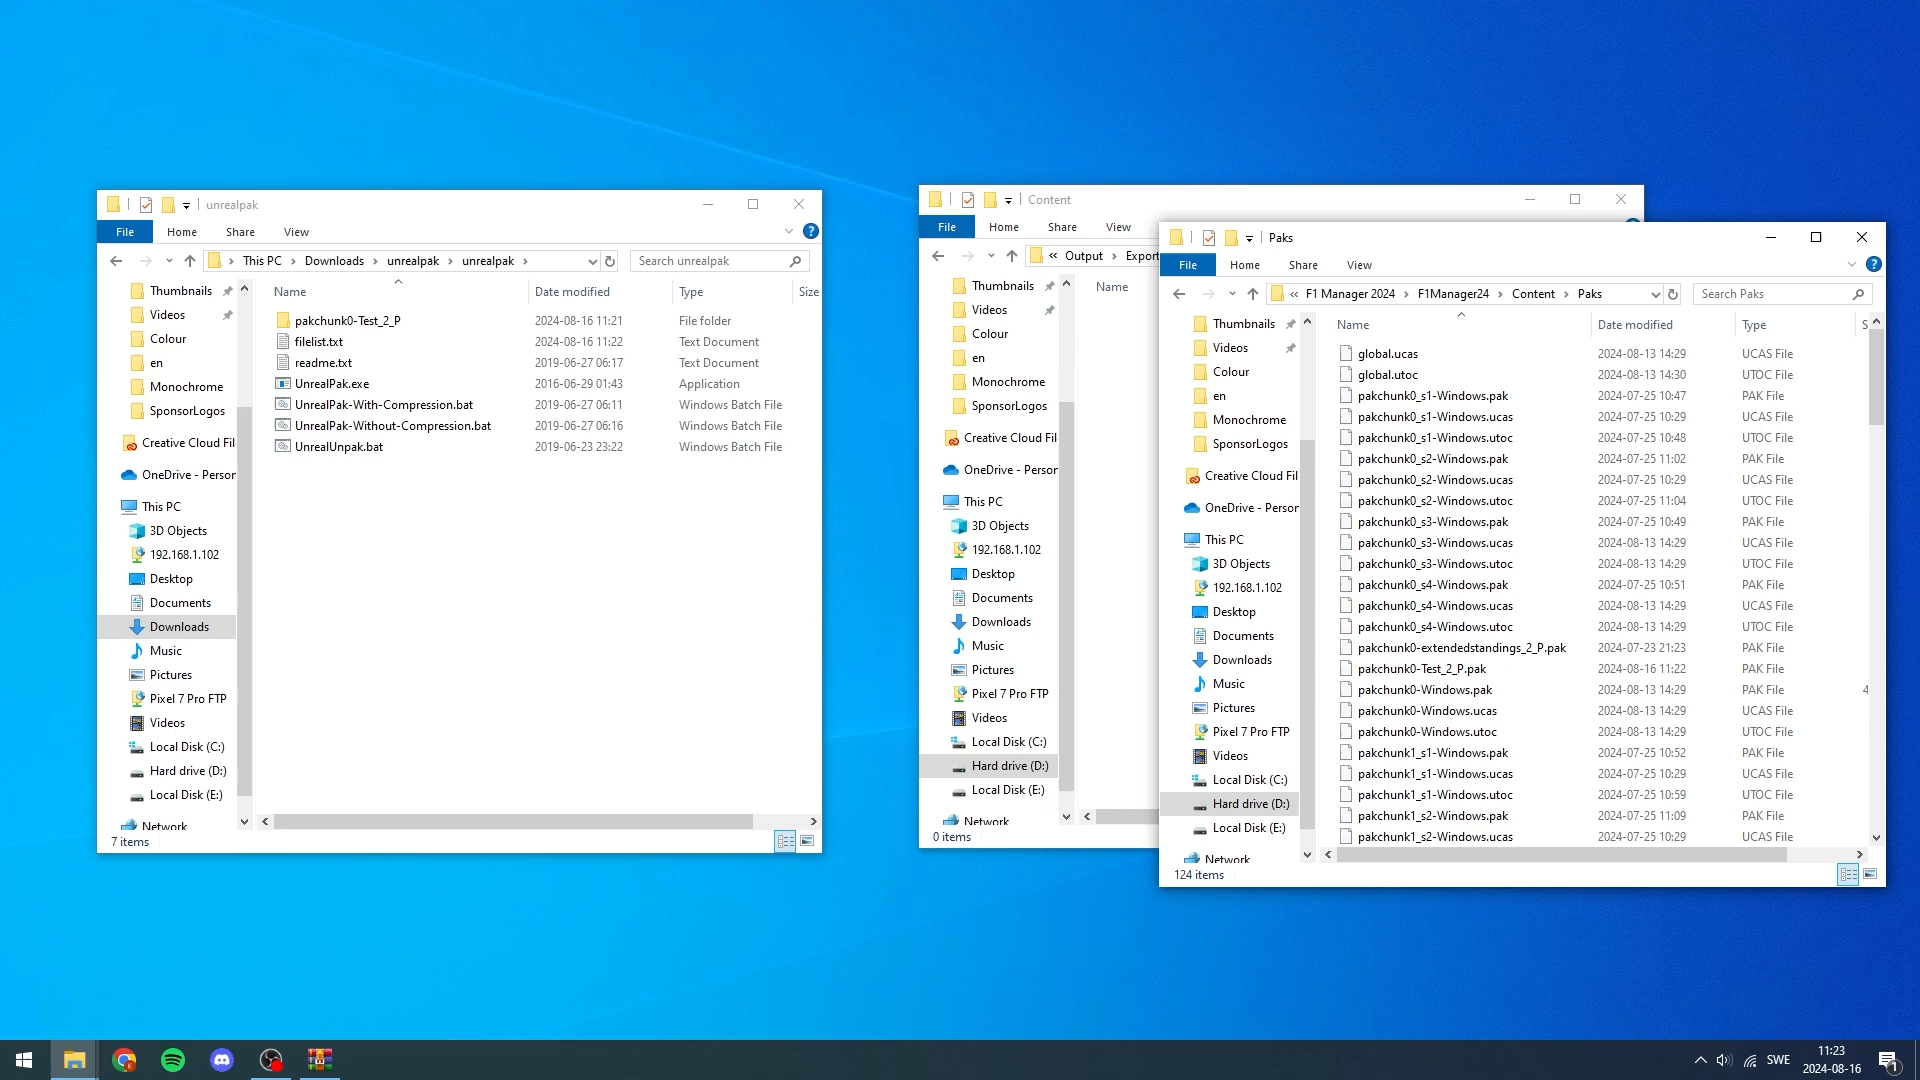 unrealpak
File Home Share View
This PC Downloads unrealpak unrealpak
Search unrealpak
Name Date modified Type Size
pakchunk0-Test_2_P 2024-08-16 11:21 File folder
filelist.txt 2024-08-16 11:22 Text Document
readme.txt 2019-06-27 06:17 Text Document
UnrealPak.exe 2016-06-29 01:43 Application
UnrealPak-With-Compression.bat 2019-06-27 06:11 Windows Batch File
UnrealPak-Without-Compression.bat 2019-06-27 06:16 Windows Batch File
UnrealUnpak.bat 2019-06-23 23:22 Windows Batch File
Thumbnails
Videos
Colour
en
Monochrome
SponsorLogos
Creative Cloud Fil
OneDrive - Person
This PC
3D Objects
192.168.1.102
Desktop
Documents
Downloads
Music
Pictures
Pixel 7 Pro FTP
Videos
Local Disk (C:)
Hard drive (D:)
Local Disk (E:)
Network
7 items
Content
File Home Share View
« Output Export
Name
Thumbnails
Videos
Colour
en
Monochrome
SponsorLogos
Creative Cloud Fil
OneDrive - Person
This PC
3D Objects
192.168.1.102
Desktop
Documents
Downloads
Music
Pictures
Pixel 7 Pro FTP
Videos
Local Disk (C:)
Hard drive (D:)
Local Disk (E:)
Network
0 items
Paks
File Home Share View
« F1 Manager 2024 F1Manager24 Content Paks
Search Paks
Thumbnails
Videos
Colour
en
Monochrome
SponsorLogos
Creative Cloud Fil
OneDrive - Person
This PC
3D Objects
192.168.1.102
Desktop
Documents
Downloads
Music
Pictures
Pixel 7 Pro FTP
Videos
Local Disk (C:)
Hard drive (D:)
Local Disk (E:)
Network
Name Date modified Type S
global.ucas 2024-08-13 14:29 UCAS File
global.utoc 2024-08-13 14:30 UTOC File
pakchunk0_s1-Windows.pak 2024-07-25 10:47 PAK File
pakchunk0_s1-Windows.ucas 2024-07-25 10:29 UCAS File
pakchunk0_s1-Windows.utoc 2024-07-25 10:48 UTOC File
pakchunk0_s2-Windows.pak 2024-07-25 11:02 PAK File
pakchunk0_s2-Windows.ucas 2024-07-25 10:29 UCAS File
pakchunk0_s2-Windows.utoc 2024-07-25 11:04 UTOC File
pakchunk0_s3-Windows.pak 2024-07-25 10:49 PAK File
pakchunk0_s3-Windows.ucas 2024-08-13 14:29 UCAS File
pakchunk0_s3-Windows.utoc 2024-08-13 14:29 UTOC File
pakchunk0_s4-Windows.pak 2024-07-25 10:51 PAK File
pakchunk0_s4-Windows.ucas 2024-08-13 14:29 UCAS File
pakchunk0_s4-Windows.utoc 2024-08-13 14:29 UTOC File
pakchunk0-extendedstandings_2_P.pak 2024-07-23 21:23 PAK File
pakchunk0-Test_2_P.pak 2024-08-16 11:22 PAK File
pakchunk0-Windows.pak 2024-08-13 14:29 PAK File 4
pakchunk0-Windows.ucas 2024-08-13 14:29 UCAS File
pakchunk0-Windows.utoc 2024-08-13 14:29 UTOC File
pakchunk1_s1-Windows.pak 2024-07-25 10:52 PAK File
pakchunk1_s1-Windows.ucas 2024-07-25 10:29 UCAS File
pakchunk1_s1-Windows.utoc 2024-07-25 10:59 UTOC File
pakchunk1_s2-Windows.pak 2024-07-25 11:09 PAK File
pakchunk1_s2-Windows.ucas 2024-07-25 10:29 UCAS File
124 items
SWE
11:23
2024-08-16
1